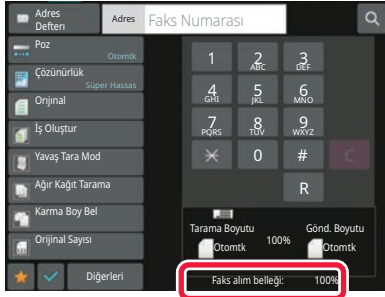 Adres
Defteri
Adres
Faks Numarası
Poz
Otomtk
Çözünürlük
Süper Hassas
Orijinal
İş Oluştur
Yavaş Tara Mod
Ağır Kağıt Tarama
Karma Boy Bel
Orijinal Sayısı
Diğerleri
1
2
ABC
3
DEF
4
GHI
5
JKL
6
MNO
7
PQRS
8
TUV
9
WXYZ
0
#
C
R
Tarama Boyutu
Otomtk
100%
Gönd. Boyutu
Otomtk
Faks alım belleği: 100%